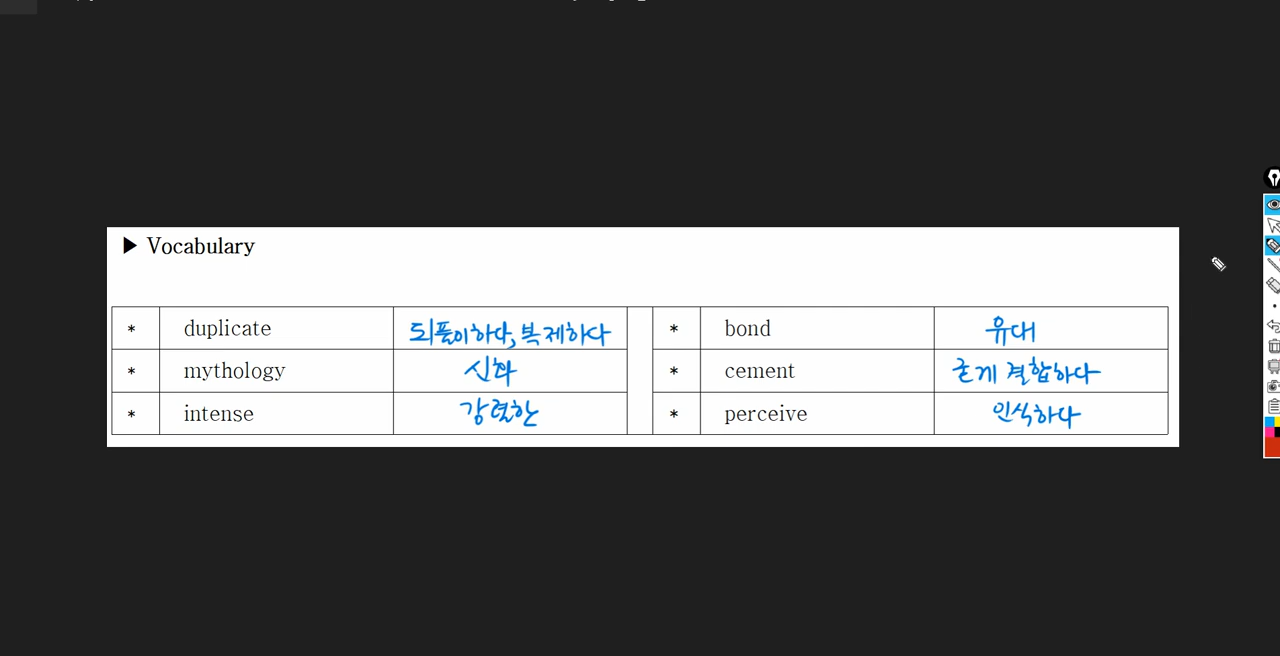 ▶ Vocabulary
* duplicate 되풀이하다, 복제하다 * bond 유대
* mythology 신화 * cement 굳게 결합하다
* intense 강렬한 * perceive 인식하다